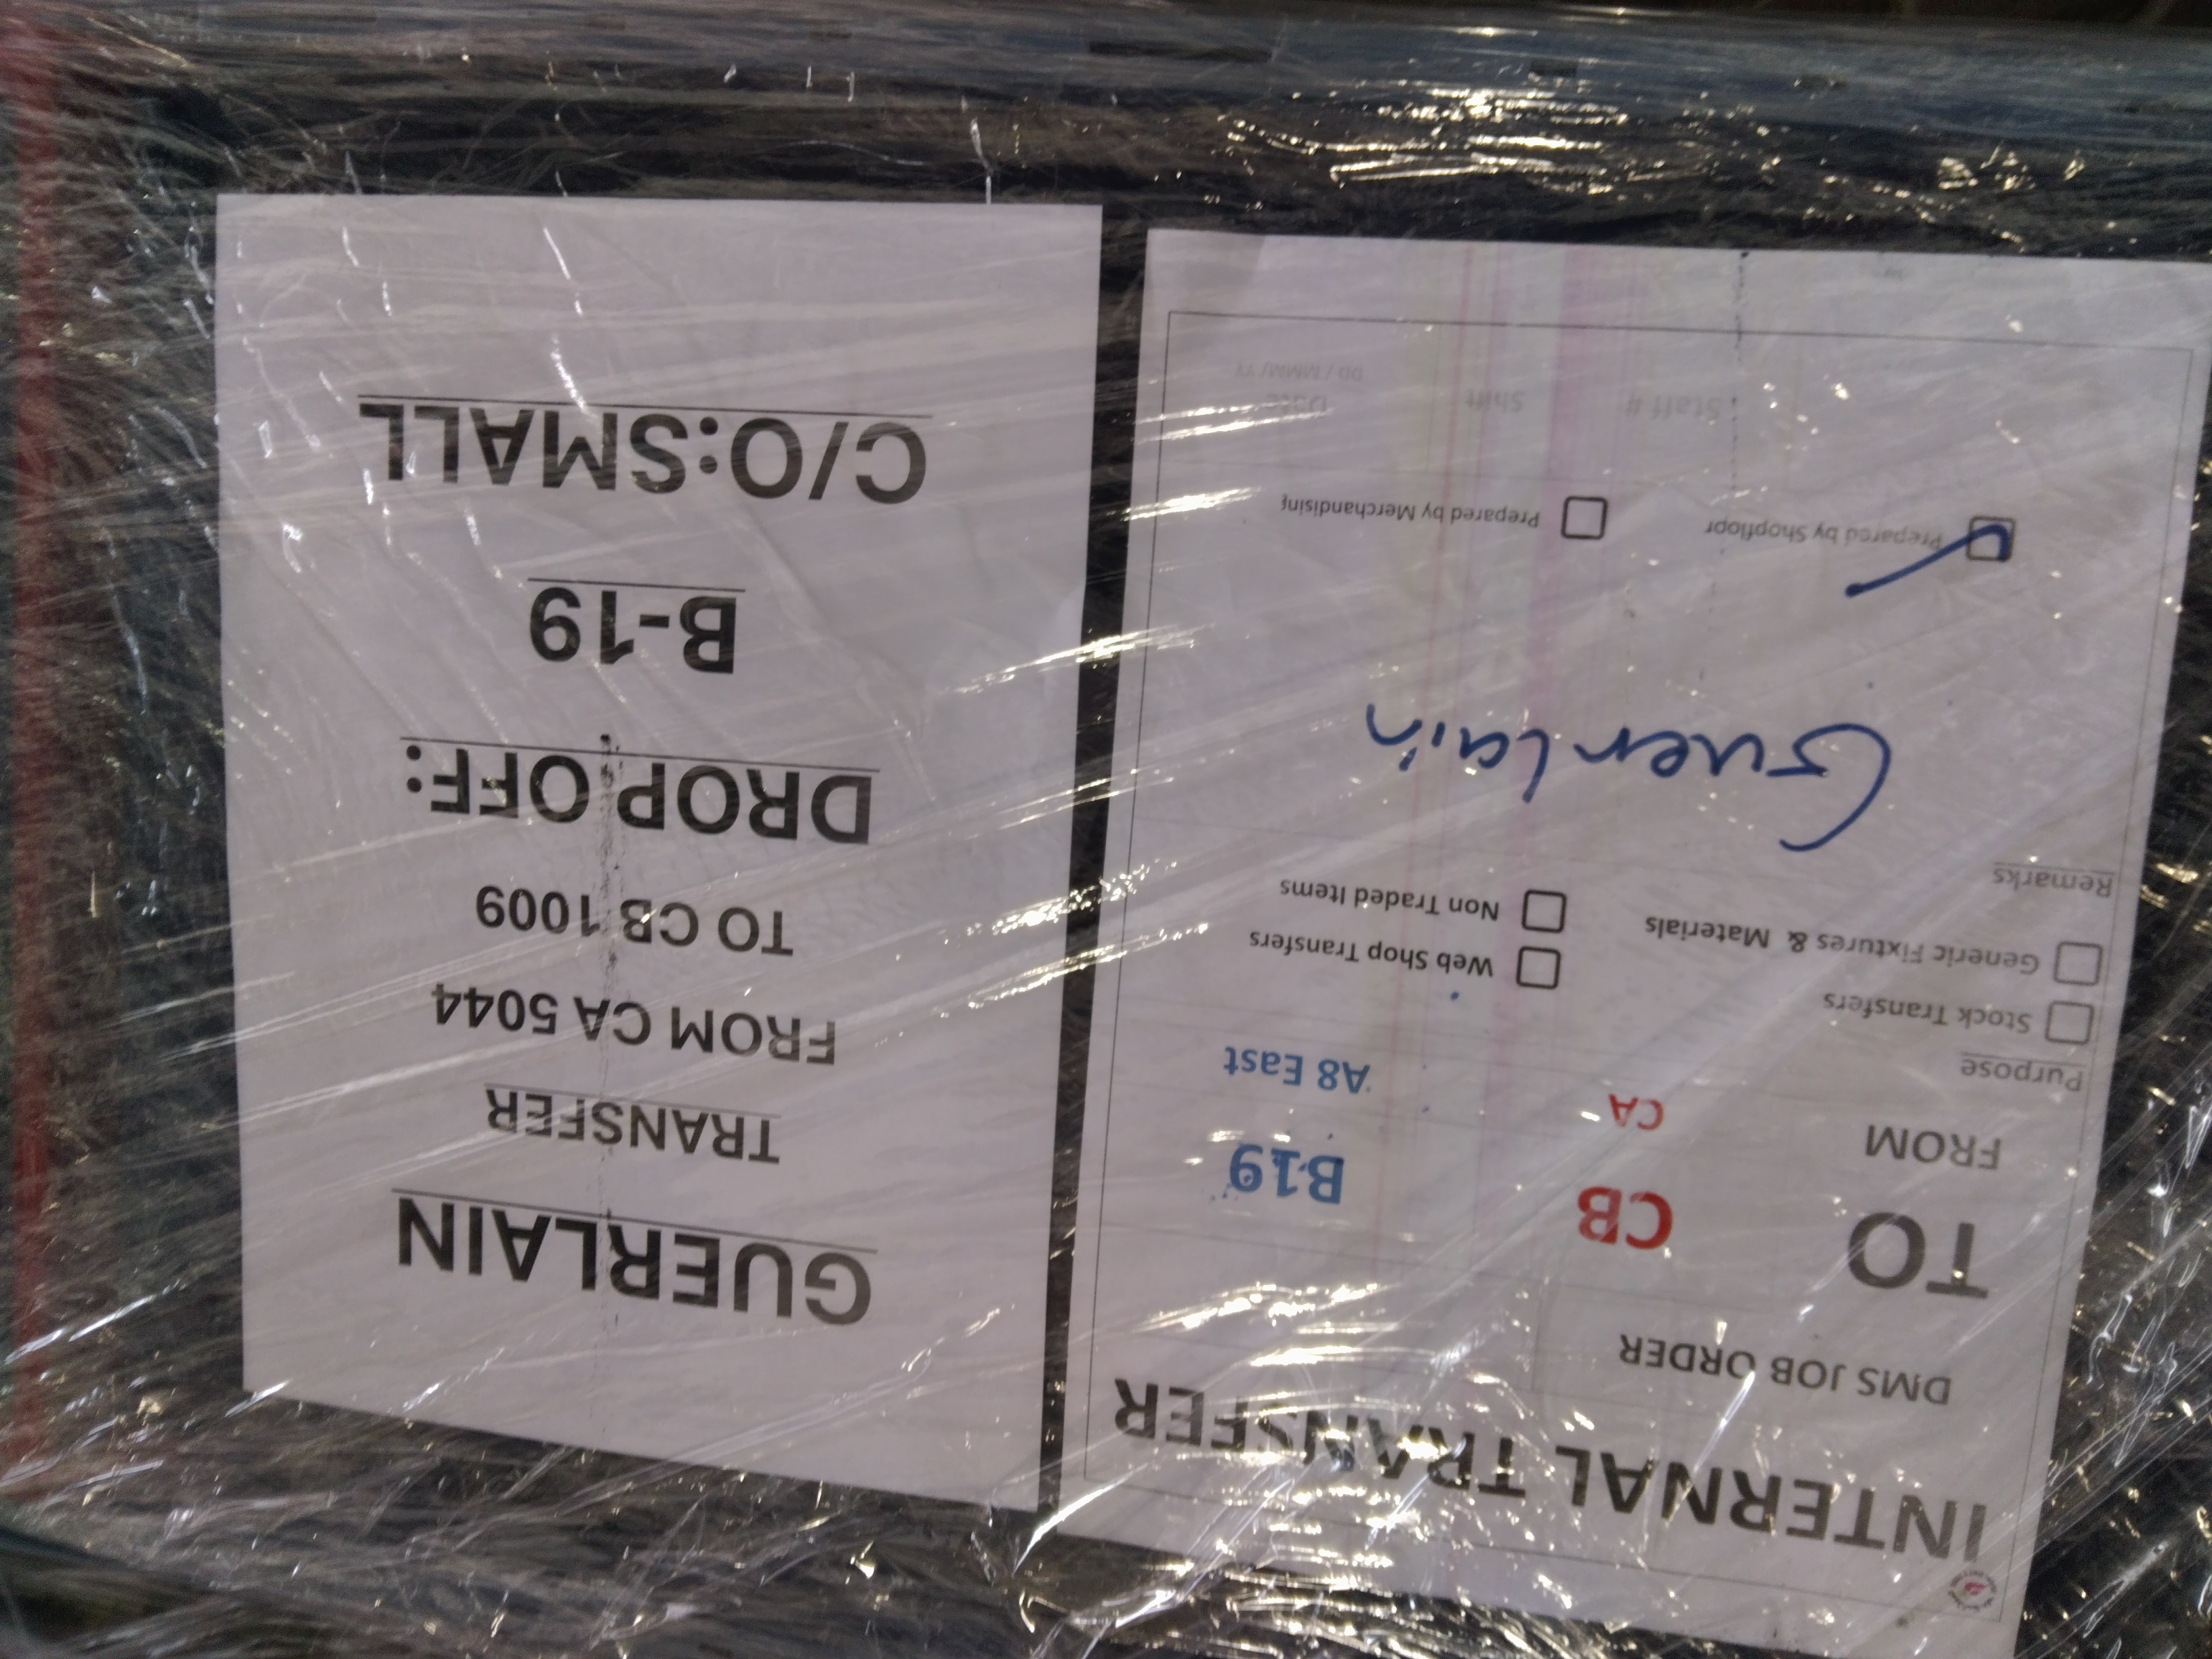 INTERNAL TRANSFER
DMS JOB ORDER
TO CB B19
FROM CA A8 East
Purpose
Stock Transfers Web Shop Transfers
Generic Fixtures & Materials Non Traded Items
Remarks
Guerlain
Prepared by Shopfloor Prepared by Merchandising
Staff # Shift Date
DD / MMM/ YY
GUERLAIN
TRANSFER
FROM CA 5044
TO CB 1009
DROP OFF:
B-19
C/O:SMALL